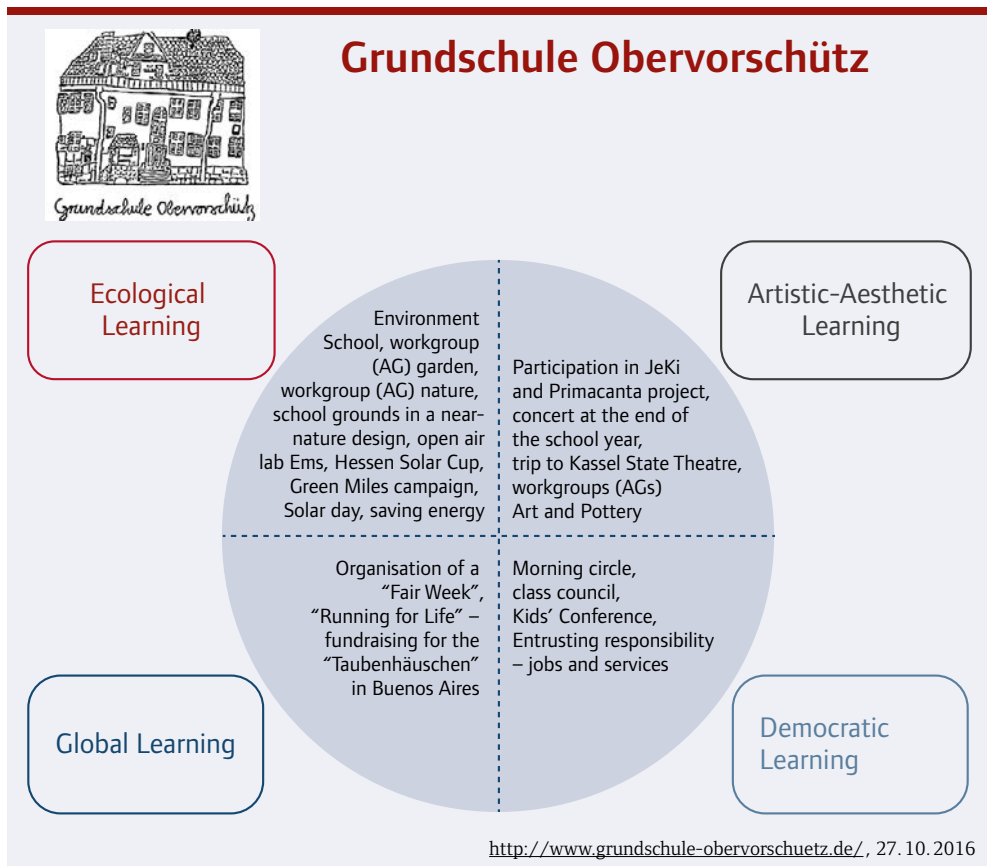 Grundschule Obervorschütz
Grundschule Obervorschütz
Ecological
Learning
Environment
School, workgroup
(AG) garden,
workgroup (AG) nature,
school grounds in a near-
nature design, open air
lab Ems, Hessen Solar Cup,
Green Miles campaign,
Solar day, saving energy
Artistic-Aesthetic
Learning
Participation in JeKi
and Primacanta project,
concert at the end of
the school year,
trip to Kassel State Theatre,
workgroups (AGs)
Art and Pottery
Global Learning
Organisation of a
“Fair Week”,
“Running for Life” –
fundraising for the
“Taubenhäuschen”
in Buenos Aires
Democratic
Learning
Morning circle,
class council,
Kids’ Conference,
Entrusting responsibility
– jobs and services
http://www.grundschule-obervorschuetz.de/, 27.10.2016